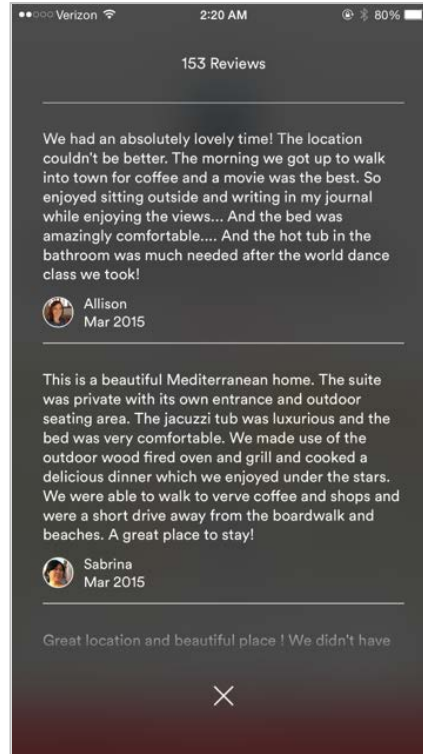 Verizon 2:20 AM 80%
153 Reviews
We had an absolutely lovely time! The location
couldn't be better. The morning we got up to walk
into town for coffee and a movie was the best. So
enjoyed sitting outside and writing in my journal
while enjoying the views... And the bed was
amazingly comfortable.... And the hot tub in the
bathroom was much needed after the world dance
class we took!
Allison
Mar 2015
This is a beautiful Mediterranean home. The suite
was private with its own entrance and outdoor
seating area. The jacuzzi tub was luxurious and the
bed was very comfortable. We made use of the
outdoor wood fired oven and grill and cooked a
delicious dinner which we enjoyed under the stars.
We were able to walk to verve coffee and shops and
were a short drive away from the boardwalk and
beaches. A great place to stay!
Sabrina
Mar 2015
Great location and beautiful place ! We didn't have